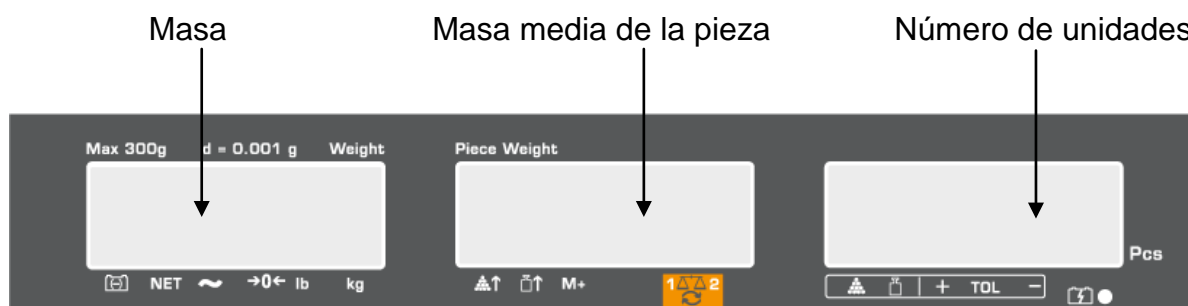 Masa Masa media de la pieza Número de unidades
Max 300g d = 0.001 g Weight Piece Weight
Pcs
NET ~ →0← lb kg M+ 1 2 + TOL −